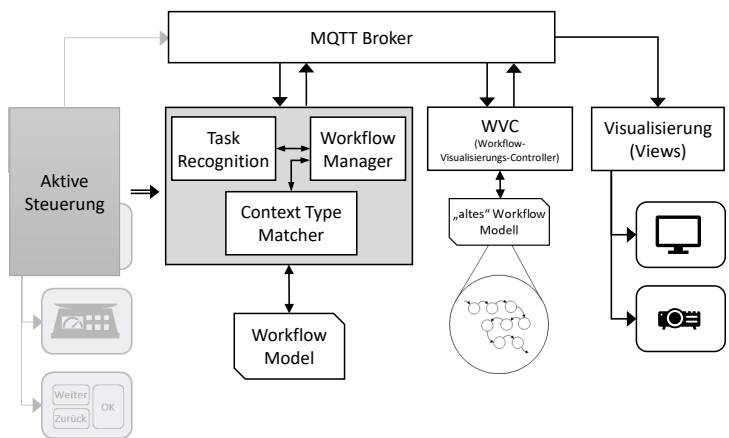 MQTT Broker
Aktive
Steuerung
Task
Recognition
Workflow
Manager
Context Type
Matcher
Workflow
Model
WVC
(Workflow-
Visualisierungs-Controller)
„altes“ Workflow
Modell
Visualisierung
(Views)
Weiter
Zurück
OK